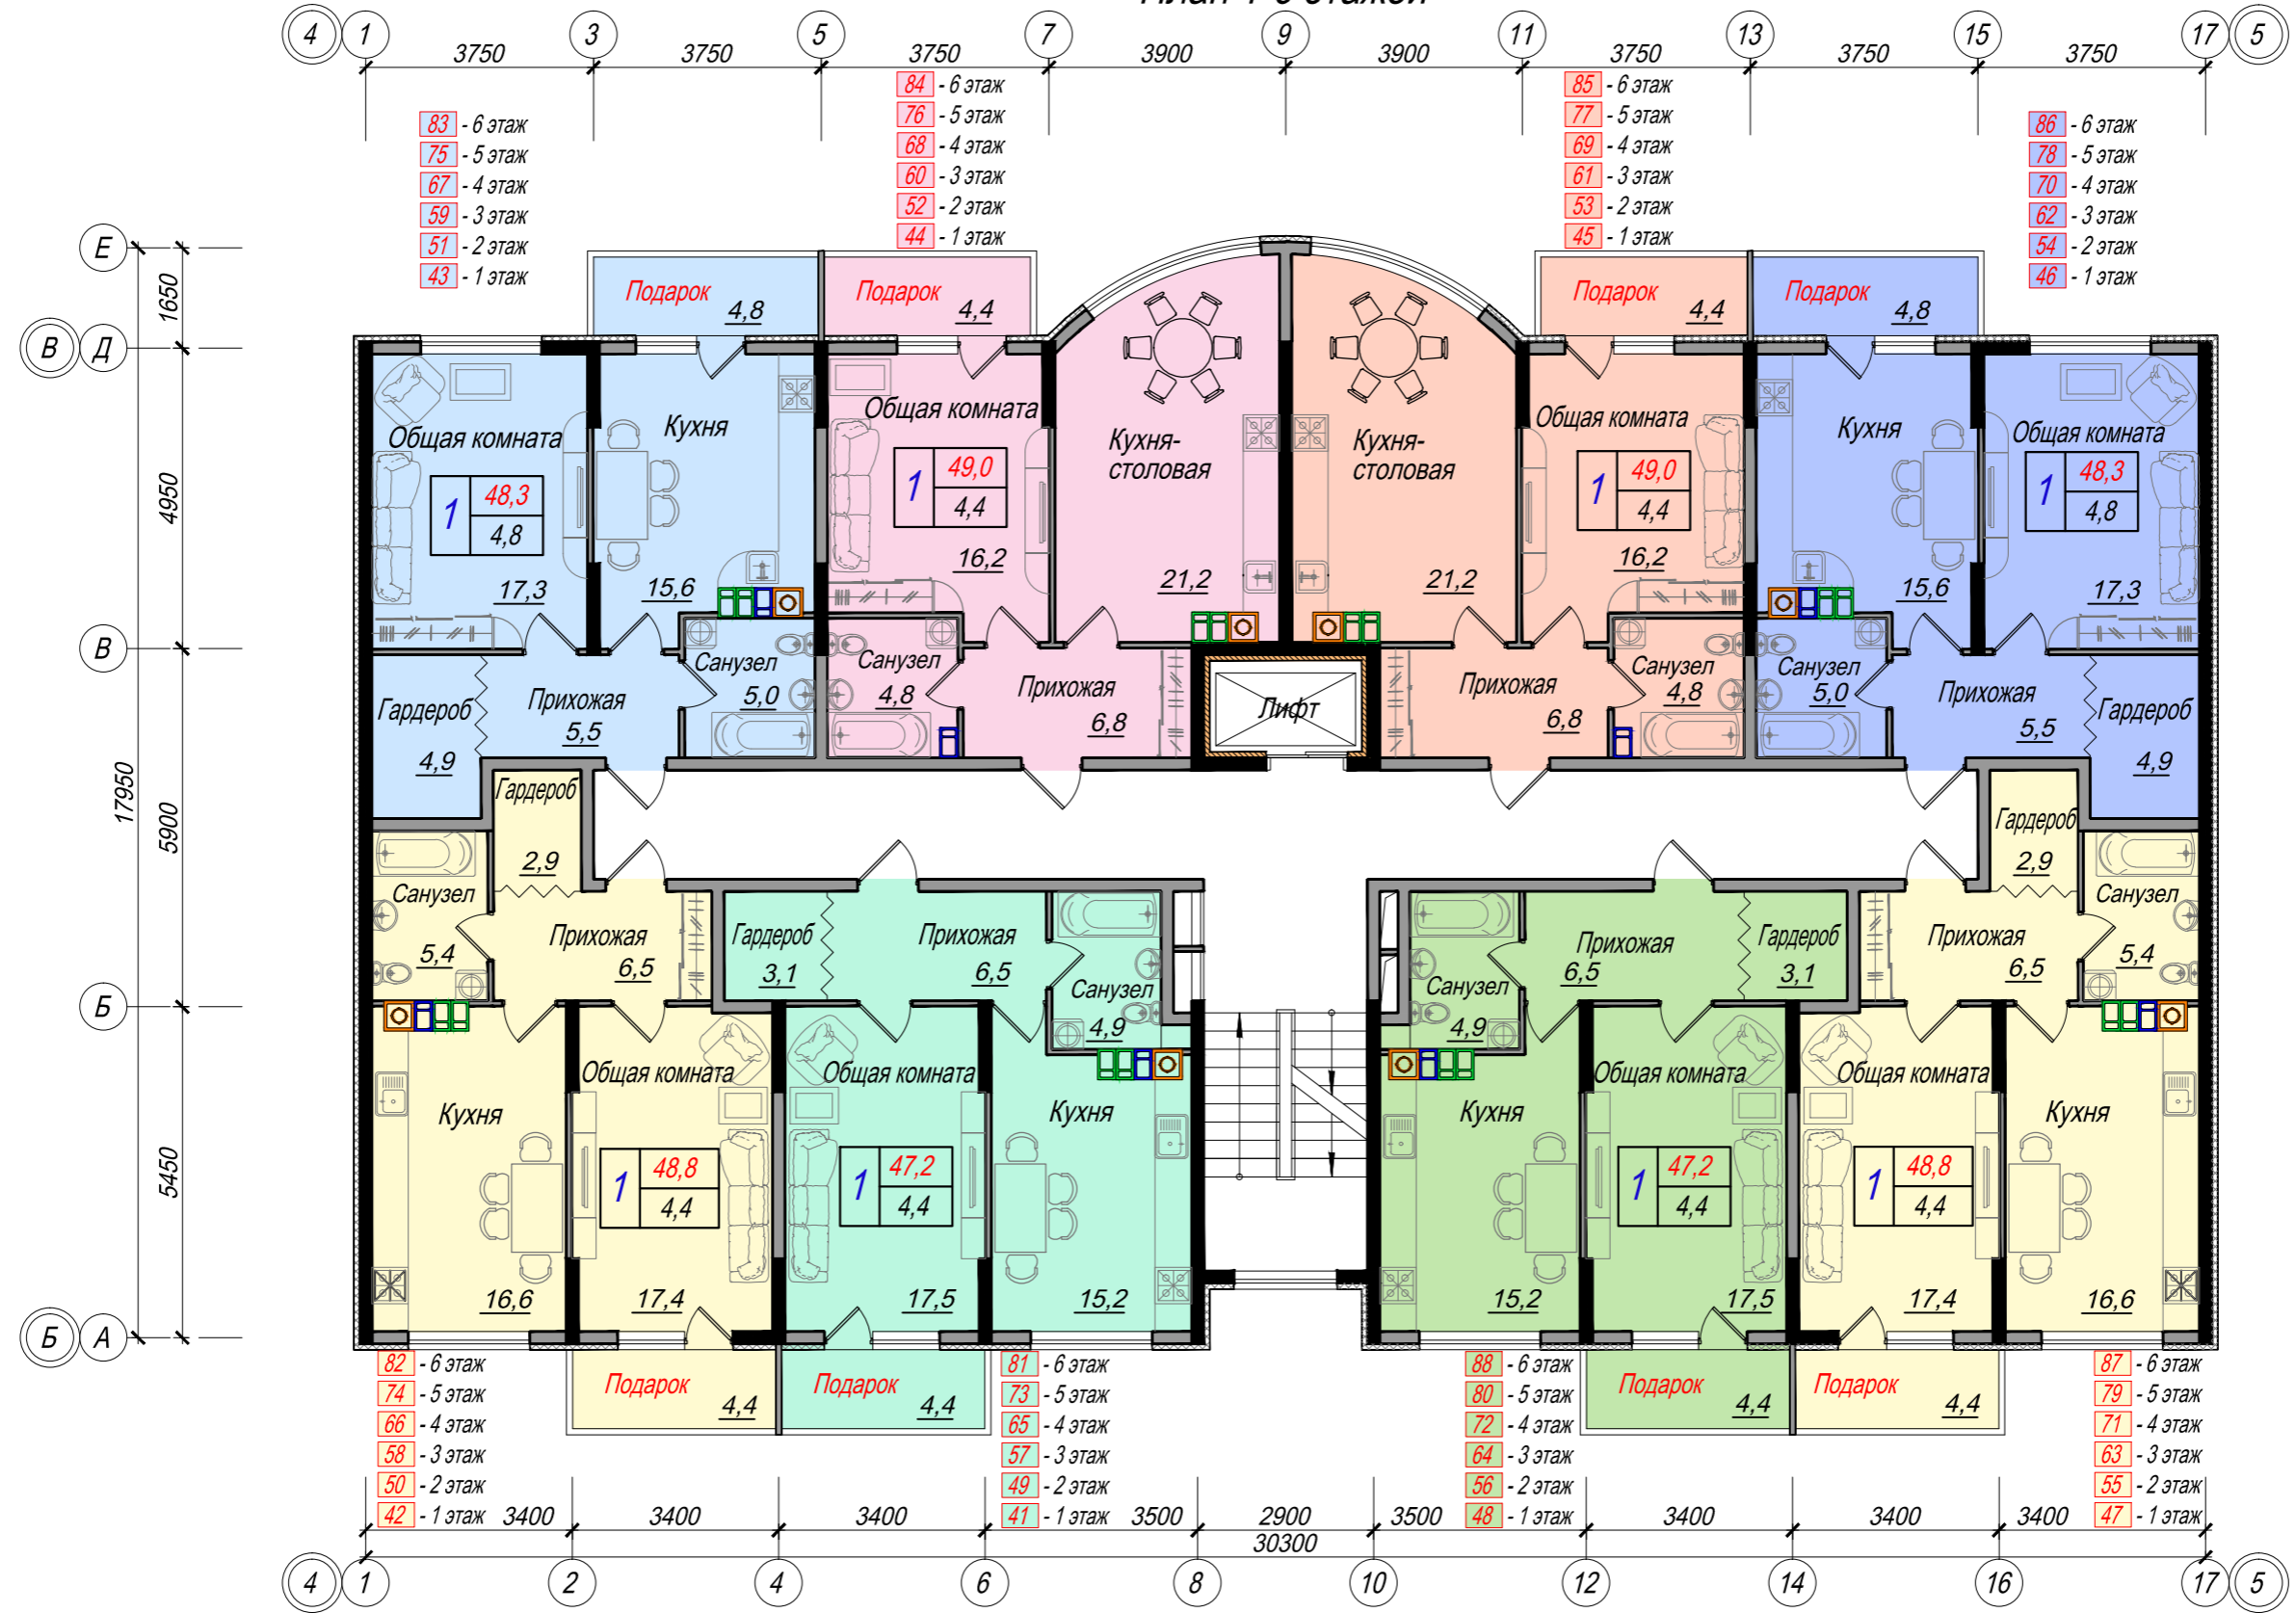 План 1-6 этажей
4 1 3 5 7 9 11 13 15 17 5
3750 3750 3750 3900 3900 3750 3750 3750
83 - 6 этаж
75 - 5 этаж
67 - 4 этаж
59 - 3 этаж
51 - 2 этаж
43 - 1 этаж
84 - 6 этаж
76 - 5 этаж
68 - 4 этаж
60 - 3 этаж
52 - 2 этаж
44 - 1 этаж
85 - 6 этаж
77 - 5 этаж
69 - 4 этаж
61 - 3 этаж
53 - 2 этаж
45 - 1 этаж
86 - 6 этаж
78 - 5 этаж
70 - 4 этаж
62 - 3 этаж
54 - 2 этаж
46 - 1 этаж
Е
1650
В Д
4950
В
17950
5900
Б
5450
Б А
Подарок
4,8
Подарок
4,4
Подарок
4,4
Подарок
4,8
Общая комната
1 48,3
4,8
17,3
Кухня
15,6
Санузел
5,0
Прихожая
5,5
Гардероб
4,9
Общая комната
1 49,0
4,4
16,2
Кухня-
столовая
21,2
Санузел
4,8
Прихожая
6,8
Лифт
Кухня-
столовая
21,2
Общая комната
1 49,0
4,4
16,2
Прихожая
6,8
Санузел
4,8
Кухня
15,6
Общая комната
1 48,3
4,8
17,3
Санузел
5,0
Прихожая
5,5
Гардероб
4,9
Гардероб
2,9
Санузел
5,4
Прихожая
6,5
Кухня
16,6
Общая комната
1 48,8
4,4
17,4
Гардероб
3,1
Прихожая
6,5
Санузел
4,9
Общая комната
1 47,2
4,4
17,5
Кухня
15,2
Санузел
4,9
Прихожая
6,5
Гардероб
3,1
Кухня
15,2
Общая комната
1 47,2
4,4
17,5
Гардероб
2,9
Прихожая
6,5
Санузел
5,4
Общая комната
1 48,8
4,4
17,4
Кухня
16,6
Подарок
4,4
Подарок
4,4
Подарок
4,4
Подарок
4,4
82 - 6 этаж
74 - 5 этаж
66 - 4 этаж
58 - 3 этаж
50 - 2 этаж
42 - 1 этаж
81 - 6 этаж
73 - 5 этаж
65 - 4 этаж
57 - 3 этаж
49 - 2 этаж
41 - 1 этаж
88 - 6 этаж
80 - 5 этаж
72 - 4 этаж
64 - 3 этаж
56 - 2 этаж
48 - 1 этаж
87 - 6 этаж
79 - 5 этаж
71 - 4 этаж
63 - 3 этаж
55 - 2 этаж
47 - 1 этаж
3400 3400 3400 3500 2900 3500 3400 3400 3400
30300
4 1 2 4 6 8 10 12 14 16 17 5